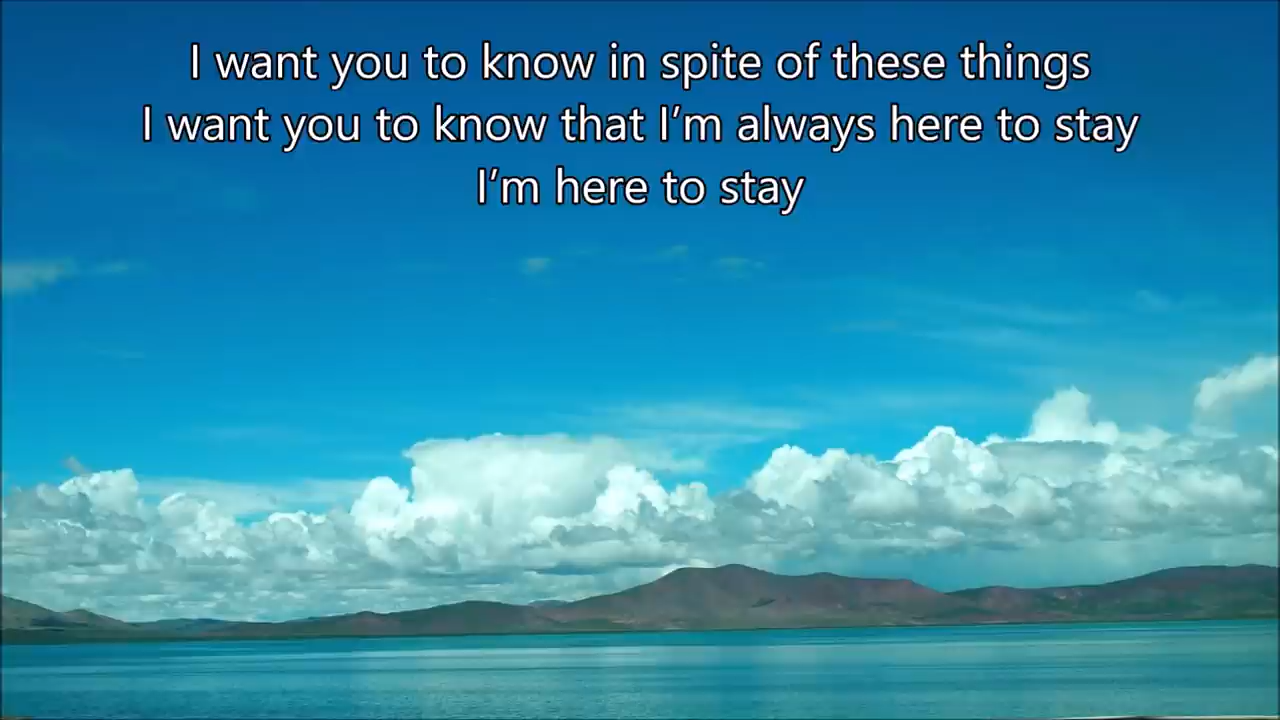 I want you to know in spite of these things
I want you to know that I’m always here to stay
I’m here to stay